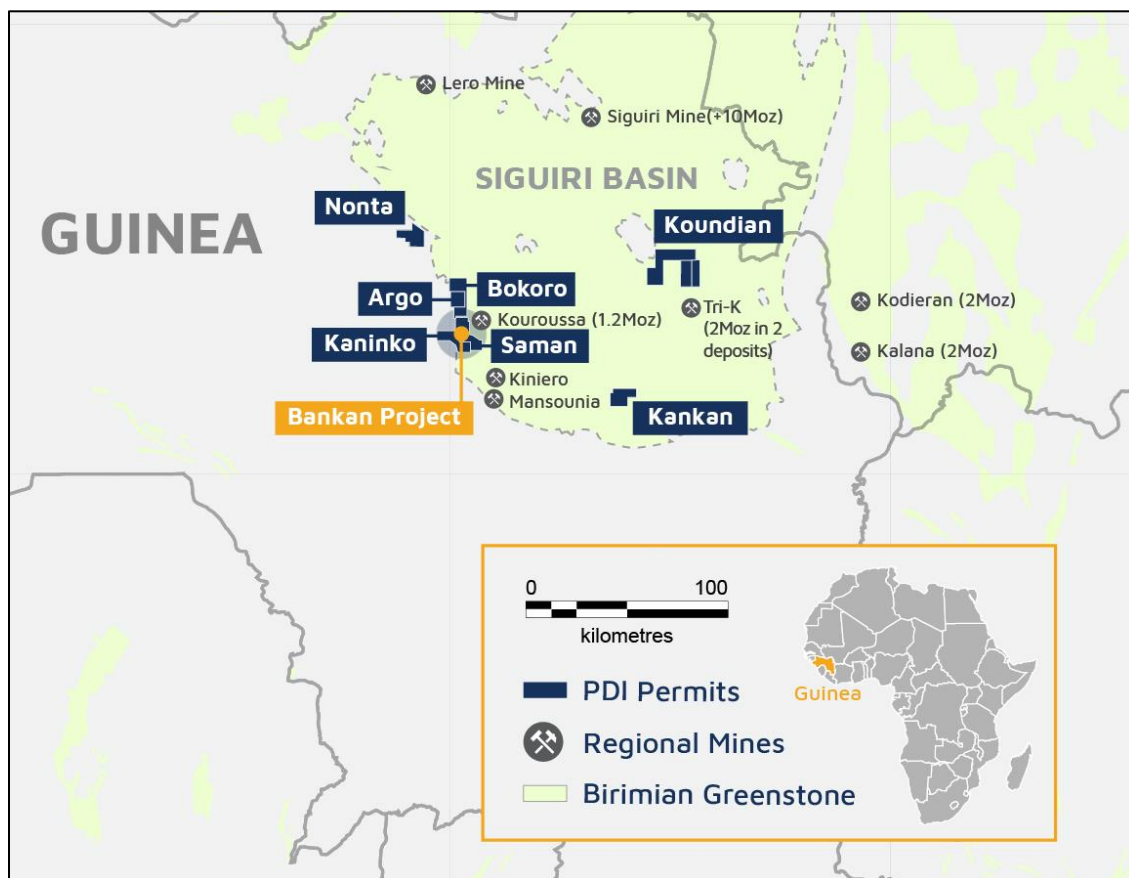 Lero Mine
Siguiri Mine(+10Moz)
SIGUIRI BASIN
GUINEA
Nonta
Koundian
Bokoro
Argo
Kouroussa (1.2Moz)
Tri-K
(2Moz in 2
deposits)
Kodieran (2Moz)
Kaninko
Saman
Kalana (2Moz)
Kiniero
Mansounia
Bankan Project
Kankan
0 100
kilometres
PDI Permits
Regional Mines
Birimian Greenstone
Guinea